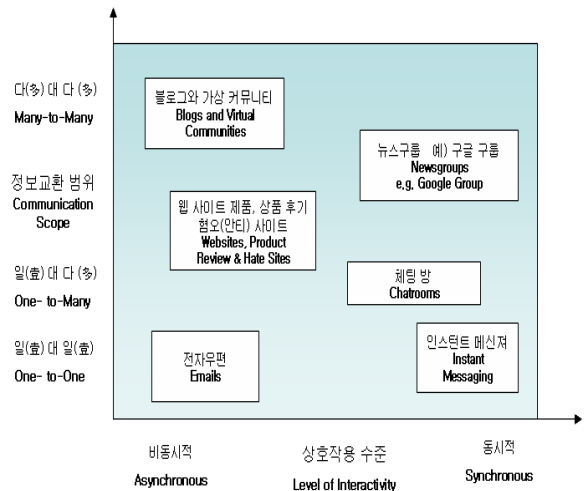 다(多) 대 다 (多)
Many-to-Many
정보교환 범위
Communication
Scope
일(壹) 대 다 (多)
One- to-Many
일(壹) 대 일(壹)
One- to-One
블로그와 가상 커뮤니티
Blogs and Virtual
Communities
뉴스구룹 예) 구글 구룹
Newsgroups
e.g. Google Group
웹 사이트 제품, 상품 후기
혐오(안티) 사이트
Websites, Product
Review & Hate Sites
체팅 방
Chatrooms
전자우편
Emails
인스턴트 메신져
Instant
Messaging
비동시적
Asynchronous
상호작용 수준
Level of Interactivity
동시적
Synchronous